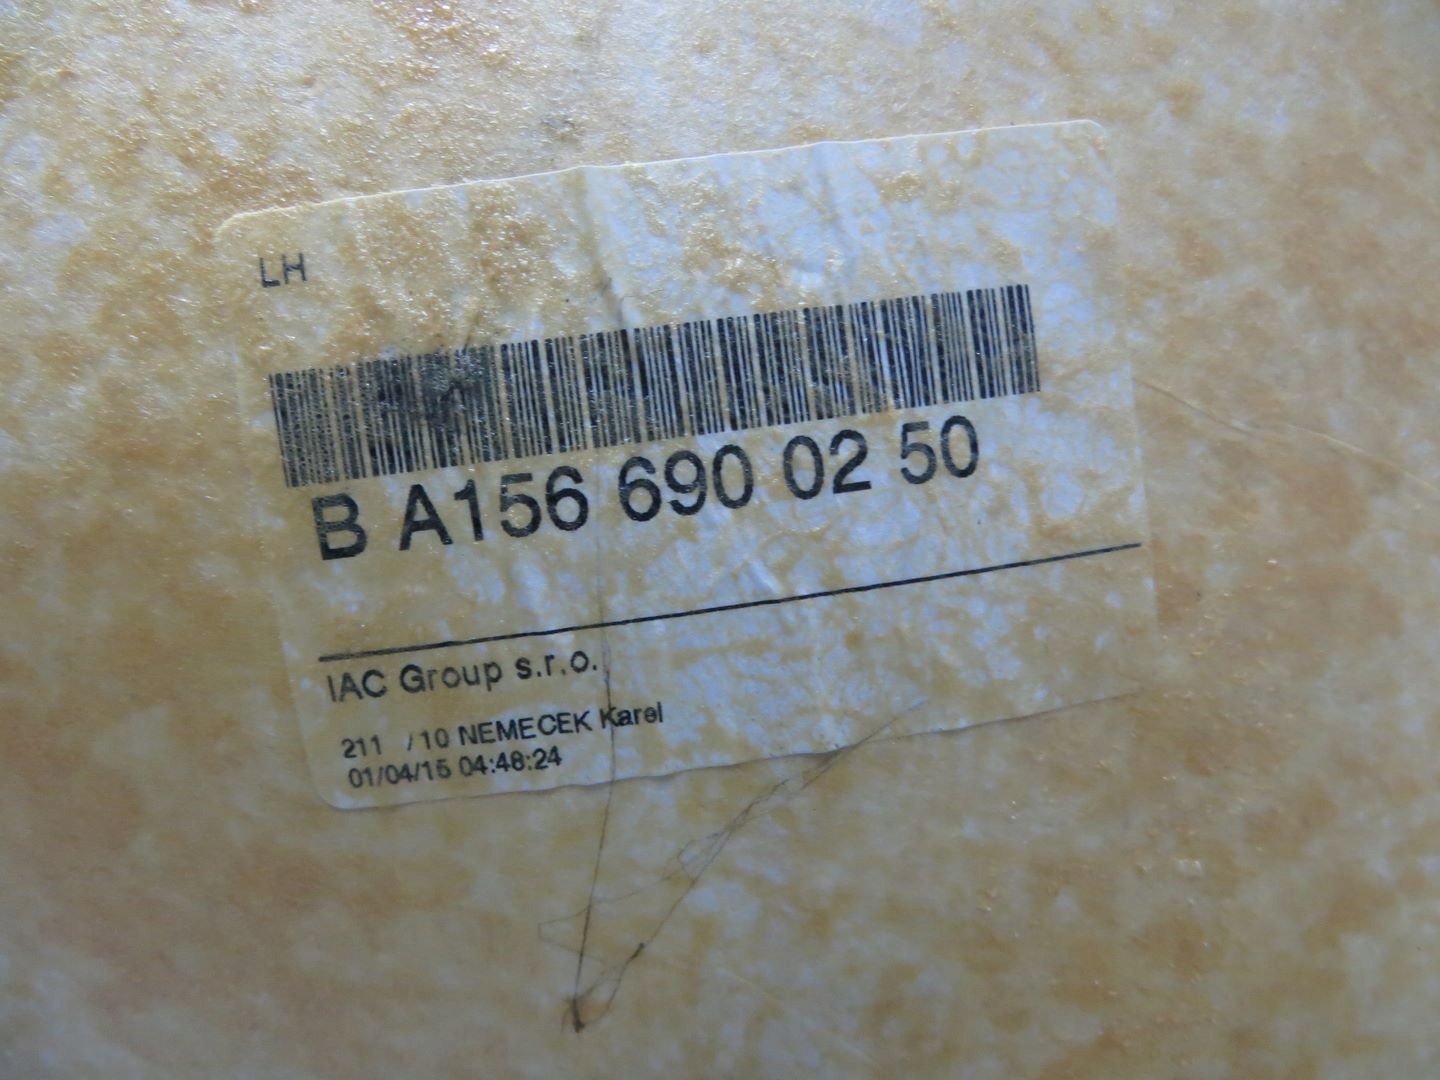 LH
B A156 690 02 50
IAC Group s.r.o.
211 /10 NEMECEK Karel
01/04/15 04:48:24